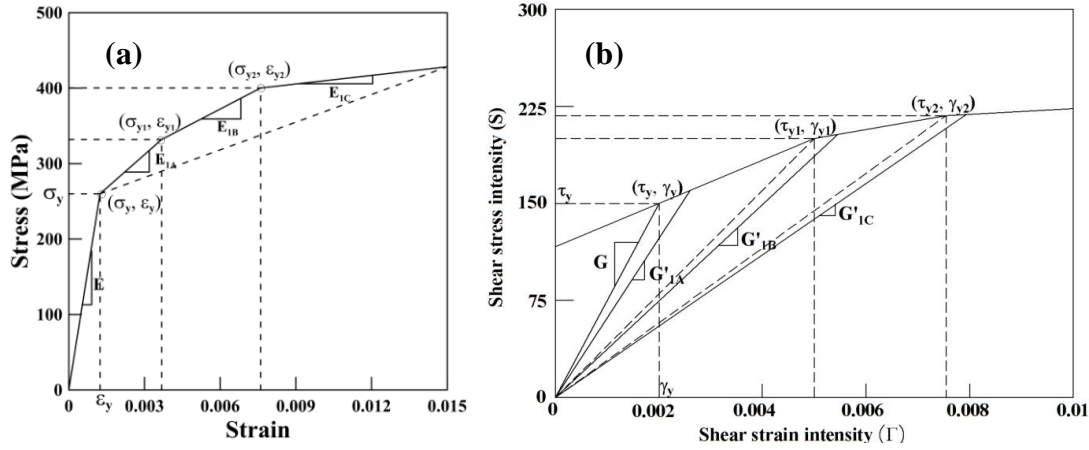 (a)
500
400
300
200
100
0
σy
Stress (MPa)
(σy2, εy2)
(σy1, εy1)
(σy, εy)
E
E1A
E1B
E1C
0
εy
0.003
0.006
0.009
0.012
0.015
Strain
(b)
300
225
150
75
0
τy
Shear stress intensity (S)
(τy2, γy2)
(τy1, γy1)
(τy, γy)
G
G'1A
G'1B
G'1C
γy
0
0.002
0.004
0.006
0.008
0.01
Shear strain intensity (Γ)